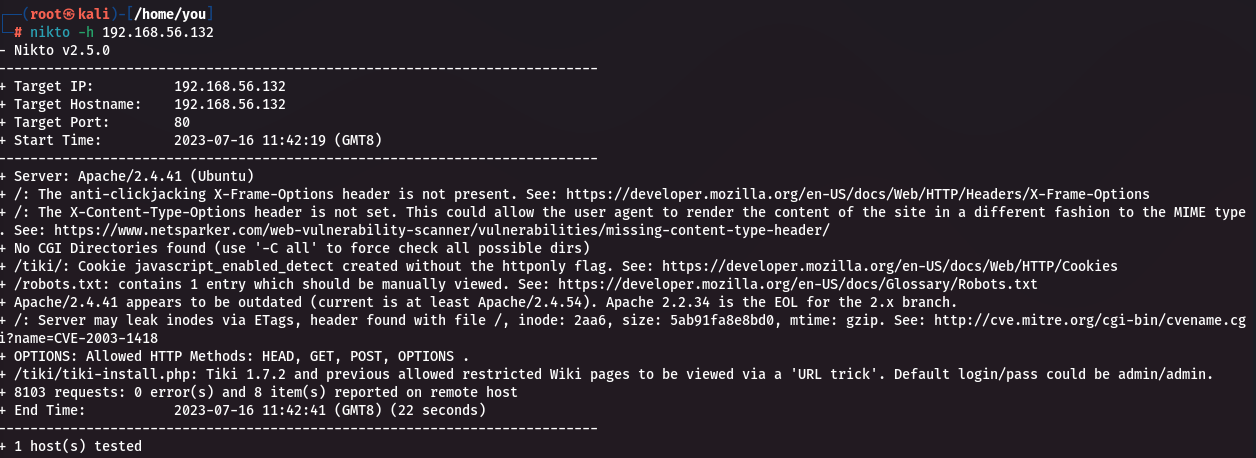 ┌──(root㉿kali)-[/home/you]
└─# nikto -h 192.168.56.132
- Nikto v2.5.0
---------------------------------------------------------------------------
+ Target IP:          192.168.56.132
+ Target Hostname:    192.168.56.132
+ Target Port:        80
+ Start Time:         2023-07-16 11:42:19 (GMT8)
---------------------------------------------------------------------------
+ Server: Apache/2.4.41 (Ubuntu)
+ /: The anti-clickjacking X-Frame-Options header is not present. See: https://developer.mozilla.org/en-US/docs/Web/HTTP/Headers/X-Frame-Options
+ /: The X-Content-Type-Options header is not set. This could allow the user agent to render the content of the site in a different fashion to the MIME type
. See: https://www.netsparker.com/web-vulnerability-scanner/vulnerabilities/missing-content-type-header/
+ No CGI Directories found (use '-C all' to force check all possible dirs)
+ /tiki/: Cookie javascript_enabled_detect created without the httponly flag. See: https://developer.mozilla.org/en-US/docs/Web/HTTP/Cookies
+ /robots.txt: contains 1 entry which should be manually viewed. See: https://developer.mozilla.org/en-US/docs/Glossary/Robots.txt
+ Apache/2.4.41 appears to be outdated (current is at least Apache/2.4.54). Apache 2.2.34 is the EOL for the 2.x branch.
+ /: Server may leak inodes via ETags, header found with file /, inode: 2aa6, size: 5ab91fa8e8bd0, mtime: gzip. See: http://cve.mitre.org/cgi-bin/cvename.cg
i?name=CVE-2003-1418
+ OPTIONS: Allowed HTTP Methods: HEAD, GET, POST, OPTIONS .
+ /tiki/tiki-install.php: Tiki 1.7.2 and previous allowed restricted Wiki pages to be viewed via a 'URL trick'. Default login/pass could be admin/admin.
+ 8103 requests: 0 error(s) and 8 item(s) reported on remote host
+ End Time:           2023-07-16 11:42:41 (GMT8) (22 seconds)
---------------------------------------------------------------------------
+ 1 host(s) tested